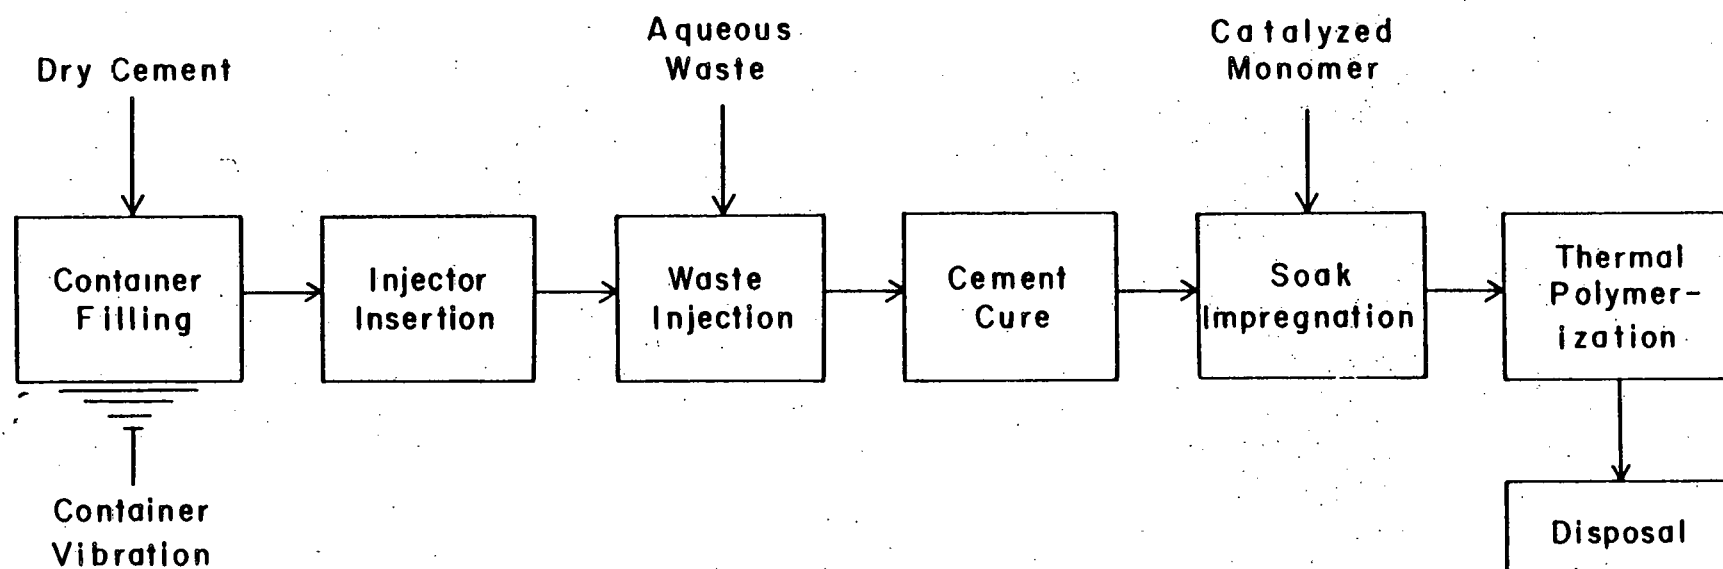 Dry Cement
Aqueous
Waste
Catalyzed
Monomer
Container
Filling
Injector
Insertion
Waste
Injection
Cement
Cure
Soak
Impregnation
Thermal
Polymer-
ization
Container
Vibration
Disposal